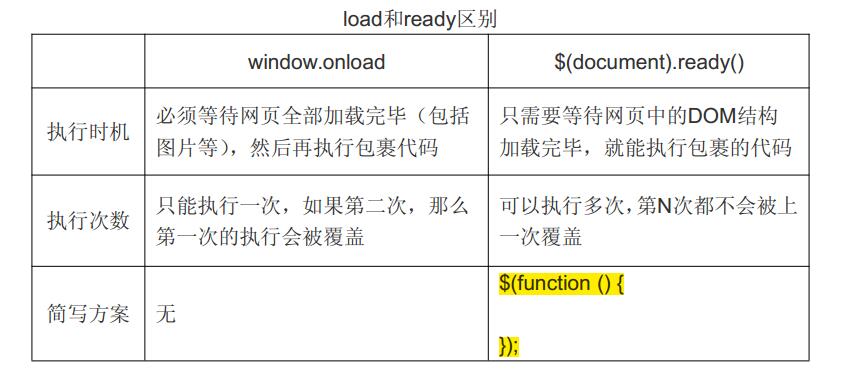 load和ready区别
window.onload
$(document).ready()
执行时机
必须等待网页全部加载完毕（包括
图片等），然后再执行包裹代码
只需要等待网页中的DOM结构
加载完毕，就能执行包裹的代码
执行次数
只能执行一次，如果第二次，那么
第一次的执行会被覆盖
可以执行多次，第N次都不会被上
一次覆盖
简写方案
无
$(function () {
});